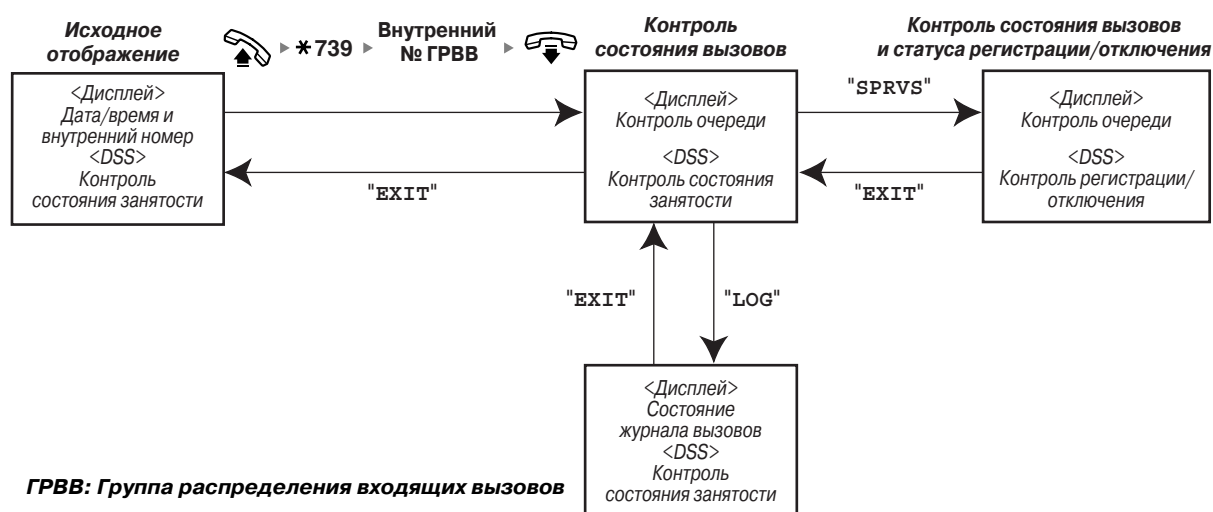 Исходное
отображение
*739
Внутренний
№ ГРВВ
Контроль
состояния вызовов
Контроль состояния вызовов
и статуса регистрации/отключения
<Дисплей>
Дата/время и
внутренний номер
<DSS>
Контроль
состояния занятости
"EXIT"
<Дисплей>
Контроль очереди
<DSS>
Контроль состояния
занятости
"SPRVS"
"EXIT"
<Дисплей>
Контроль очереди
<DSS>
Контроль регистрации/
отключения
"EXIT"
"LOG"
<Дисплей>
Состояние
журнала вызовов
<DSS>
Контроль
состояния занятости
ГРВВ: Группа распределения входящих вызовов